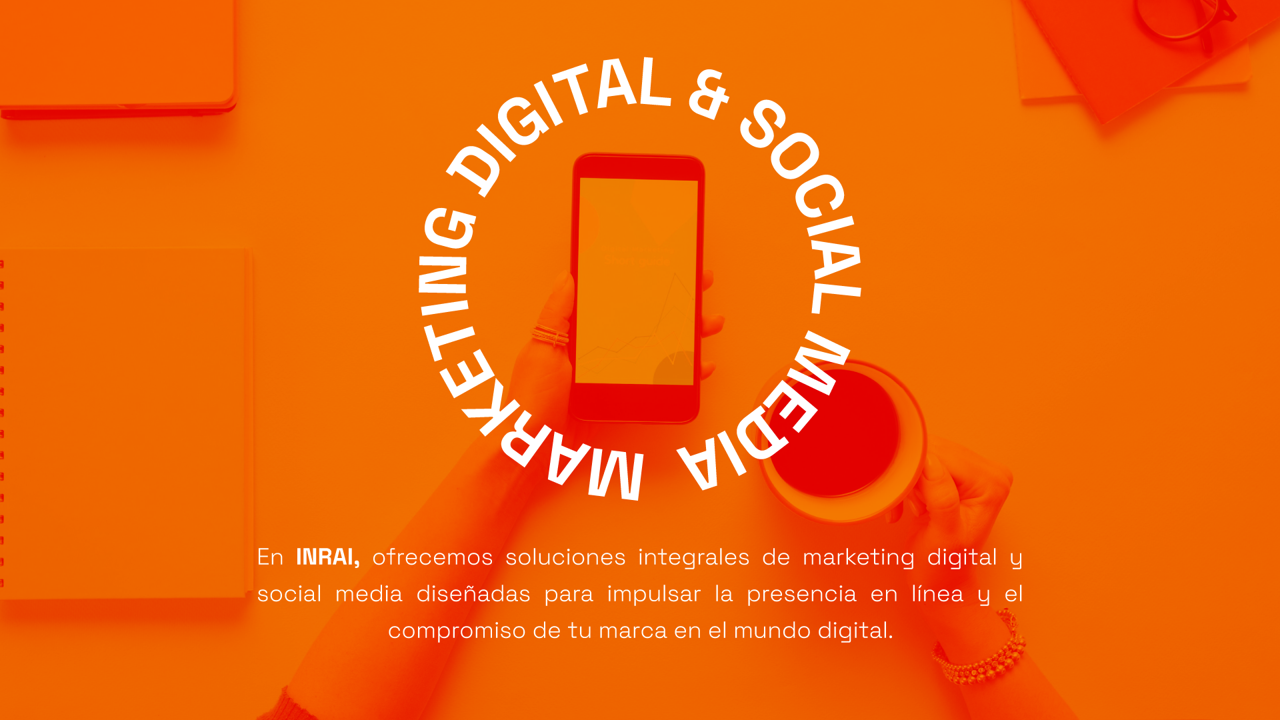 MARKETING DIGITAL & SOCIAL MEDIA
En INRAI, ofrecemos soluciones integrales de marketing digital y
social media diseñadas para impulsar la presencia en línea y el
compromiso de tu marca en el mundo digital.